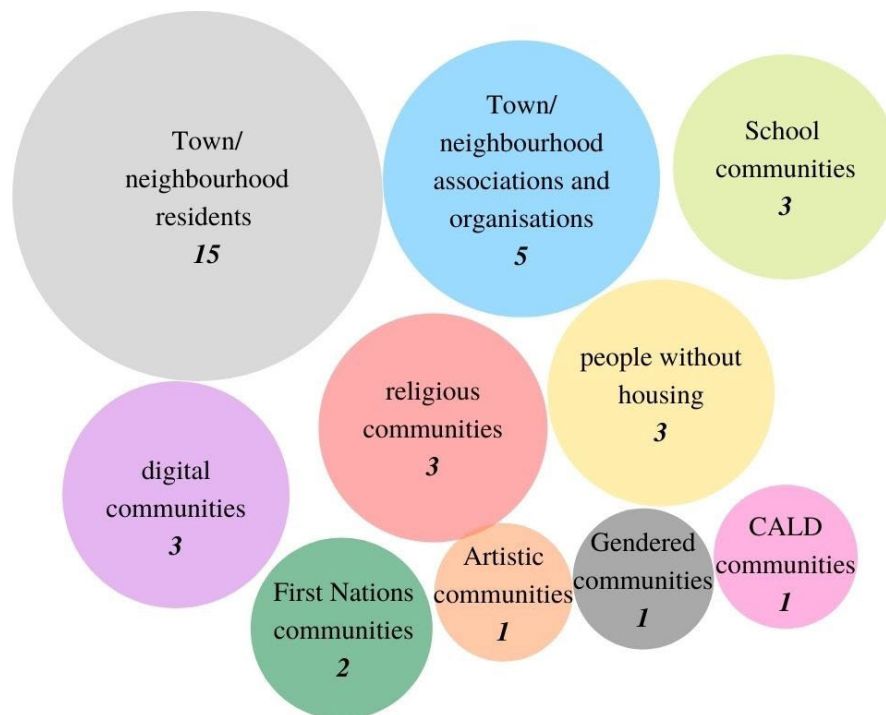 Town/
neighbourhood
residents
15
Town/
neighbourhood
associations and
organisations
5
School
communities
3
religious
communities
3
people without
housing
3
digital
communities
3
First Nations
communities
2
Artistic
communities
1
Gendered
communities
1
CALD
communities
1